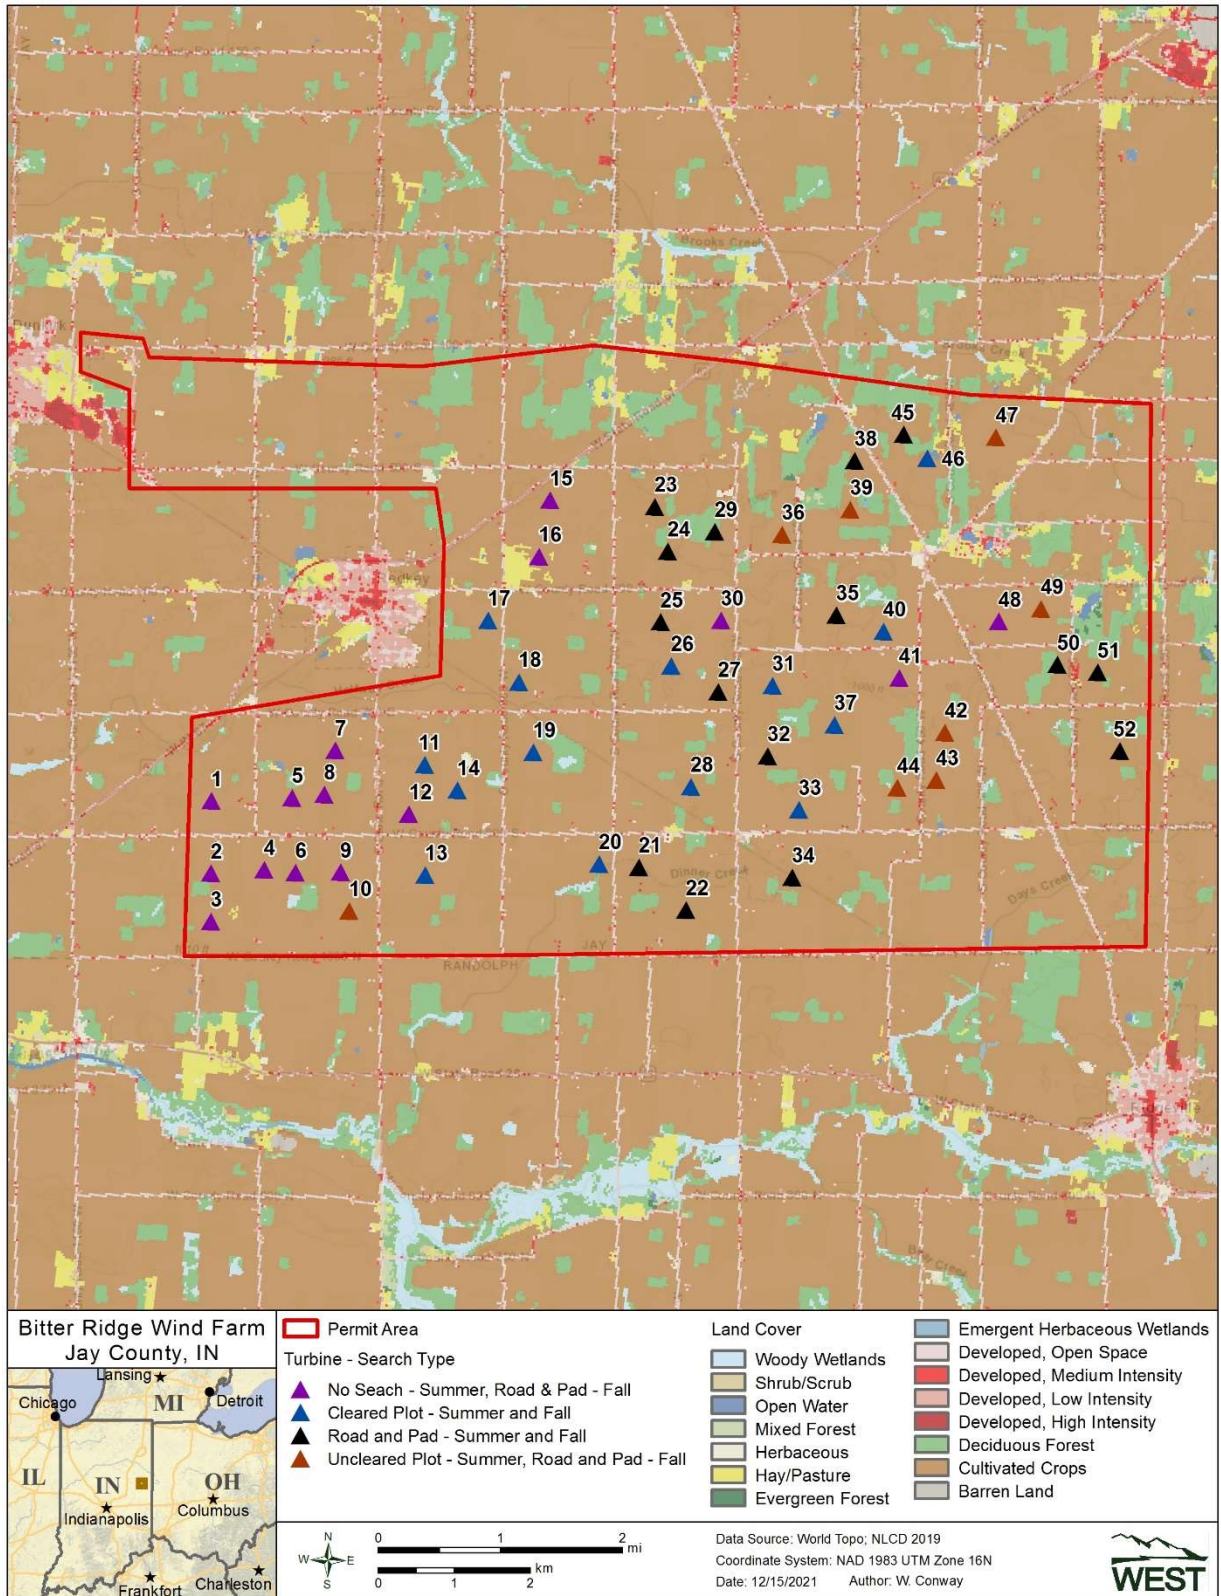 Brooks Creek
Brooks Creek
45
47
38
46
15
23
39
29
36
16
24
49
17
25
30
35
40
48
26
31
41
50
51
18
27
37
42
7
11
19
32
52
1
5
8
14
28
44
43
12
33
2
4
6
9
13
20
21
34
Dinner Creek
3
10
22
Days Creek
JAY
RANDOLPH
Bitter Ridge Wind Farm
Jay County, IN
Lansing
MI
Chicago
Detroit
IL
IN
OH
Columbus
Indianapolis
Frankfort
Charleston
Permit Area
Turbine - Search Type
No Seach - Summer, Road & Pad - Fall
Cleared Plot - Summer and Fall
Road and Pad - Summer and Fall
Uncleared Plot - Summer, Road and Pad - Fall
Land Cover
Woody Wetlands
Shrub/Scrub
Open Water
Mixed Forest
Herbaceous
Hay/Pasture
Evergreen Forest
Emergent Herbaceous Wetlands
Developed, Open Space
Developed, Medium Intensity
Developed, Low Intensity
Developed, High Intensity
Deciduous Forest
Cultivated Crops
Barren Land
N
W
E
S
0
1
2
mi
km
0
1
2
Data Source: World Topo; NLCD 2019
Coordinate System: NAD 1983 UTM Zone 16N
Date: 12/15/2021 Author: W. Conway
WEST